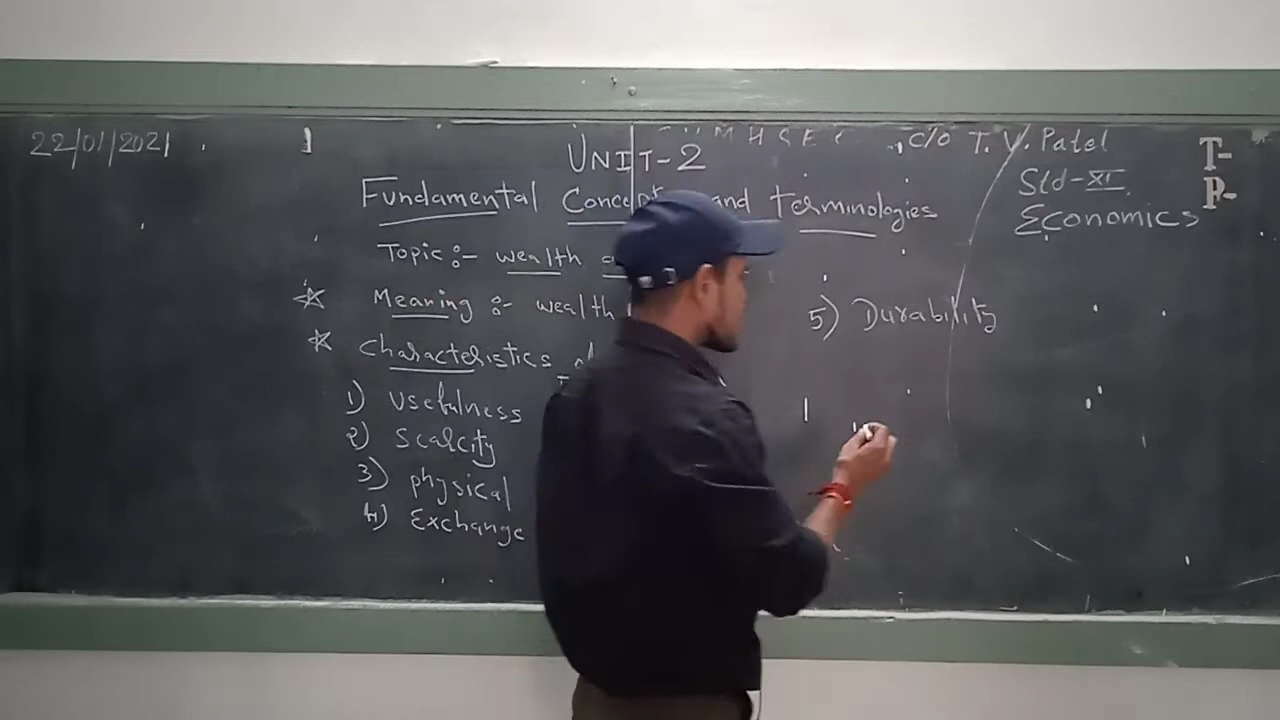 22/01/2021
UNIT-2
c/o T. V. Patel
Std-XI
Economics
T-
P-
Fundamental Concept and terminologies
Topic :- wealth
Meaning :- wealth
Characteristics of
1) Usefulness
2) Scarcity
3) physical
4) Exchange
5) Durability